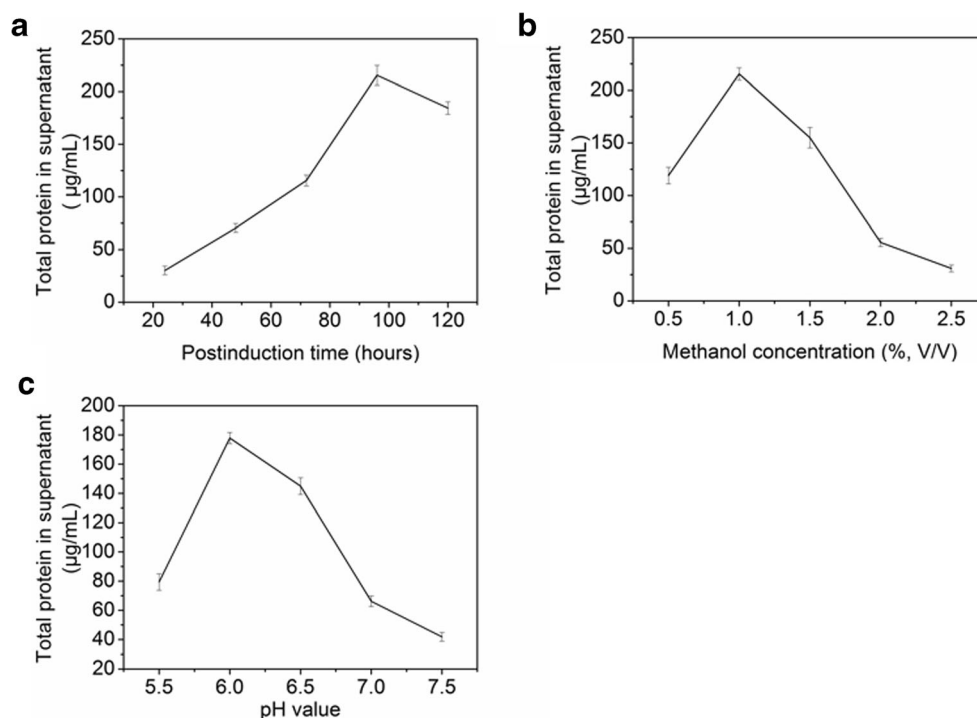 a
Total protein in supernatant
( µg/mL)
250
200
150
100
50
0
20 40 60 80 100 120
Postinduction time (hours)
b
Total protein in supernatant
(µg/mL)
250
200
150
100
50
0
0.5 1.0 1.5 2.0 2.5
Methanol concentration (%, V/V)
c
Total protein in supernatant
(µg/mL)
200
180
160
140
120
100
80
60
40
20
5.5 6.0 6.5 7.0 7.5
pH value